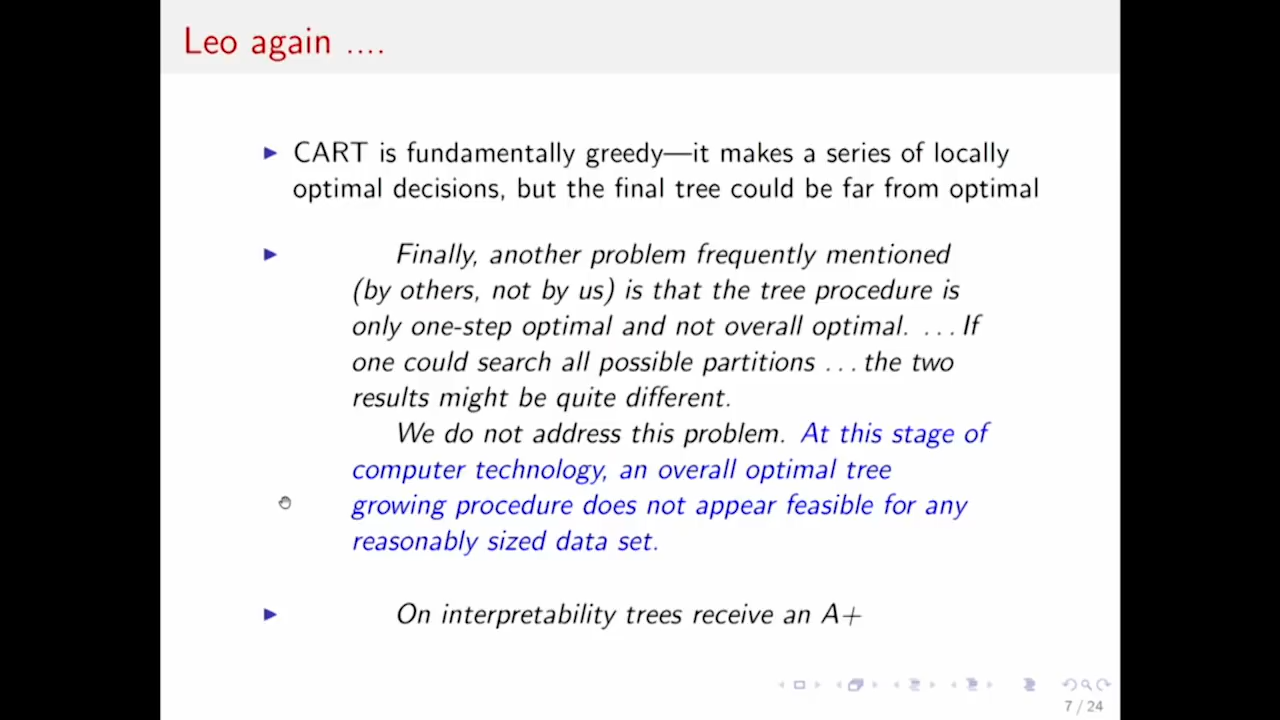 Leo again ....
▶ CART is fundamentally greedy—it makes a series of locally
optimal decisions, but the final tree could be far from optimal
▶ Finally, another problem frequently mentioned
(by others, not by us) is that the tree procedure is
only one-step optimal and not overall optimal. ... If
one could search all possible partitions ... the two
results might be quite different.
We do not address this problem. At this stage of
computer technology, an overall optimal tree
growing procedure does not appear feasible for any
reasonably sized data set.
▶ On interpretability trees receive an A+
7 / 24